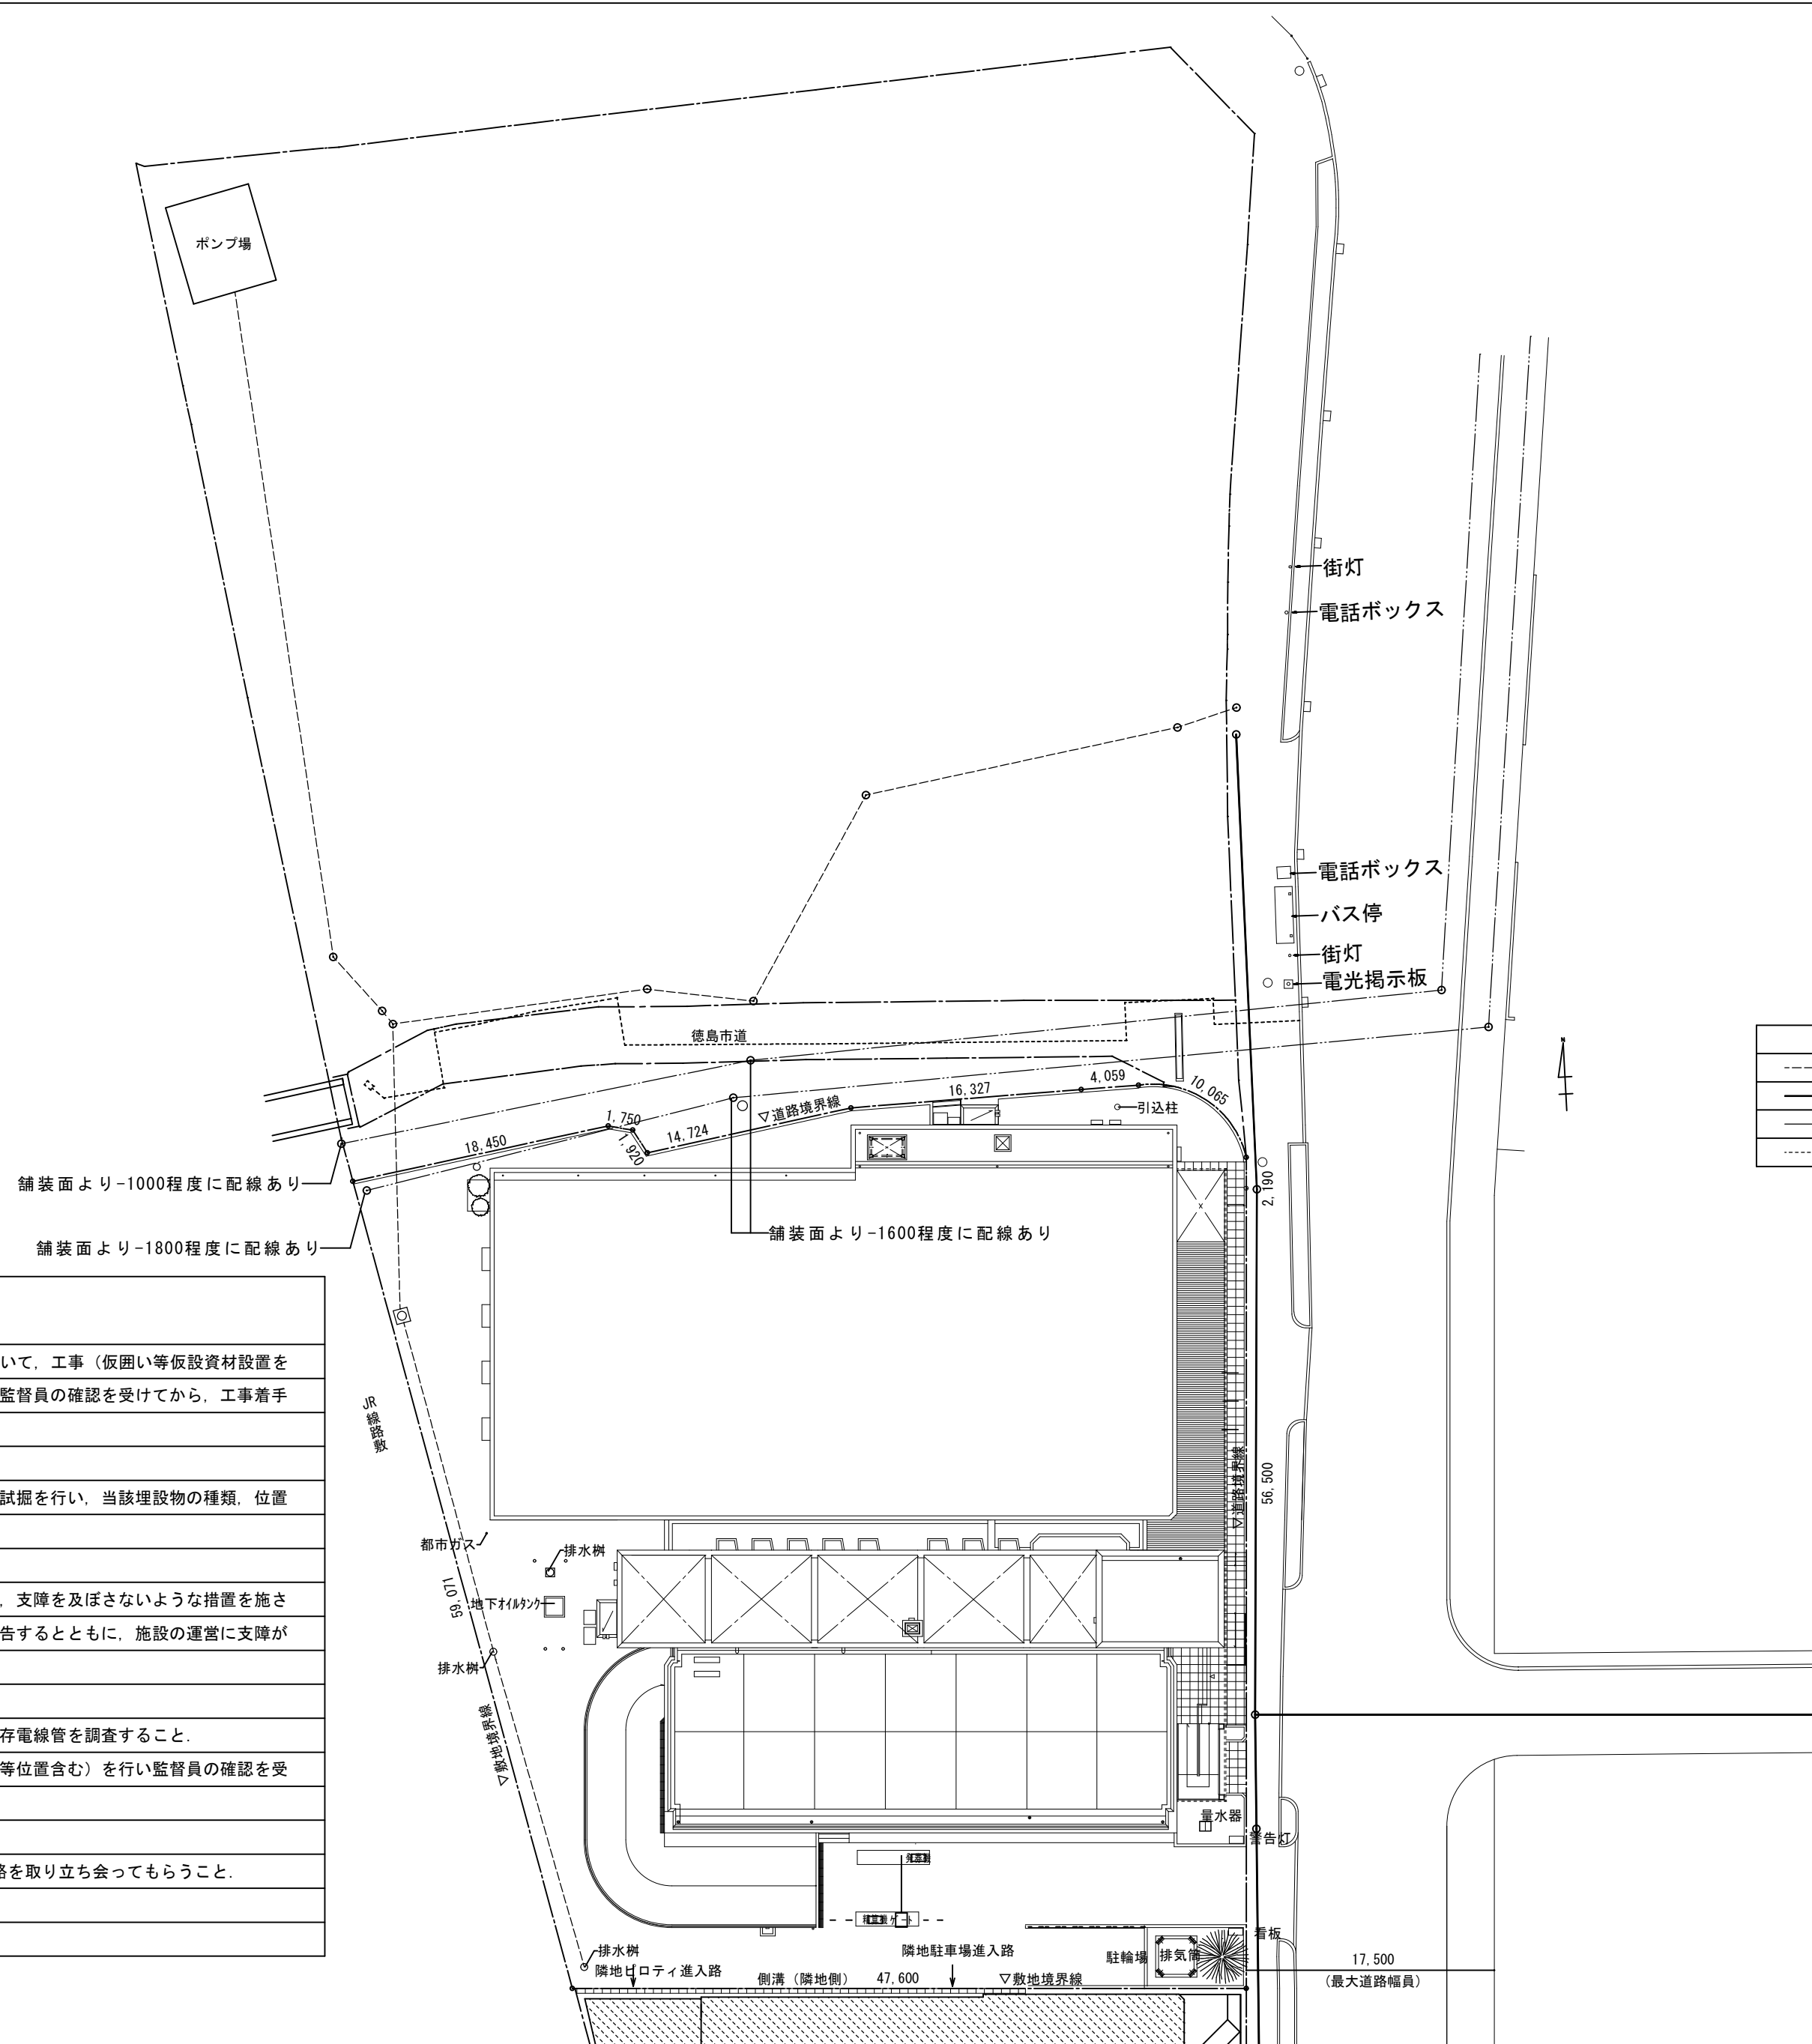 ポンプ場
街灯
電話ボックス
電話ボックス
バス停
街灯
電光掲示板
徳島市道
N
4,059
16,327
10,065
▽道路境界線
引込柱
1,750
14,724
1,920
18,450
2,190
舗装面より-1000程度に配線あり
舗装面より-1600程度に配線あり
舗装面より-1800程度に配線あり
いて，工事（仮囲い等仮設資材設置を
監督員の確認を受けてから，工事着手
試掘を行い，当該埋設物の種類，位置
，支障を及ぼさないような措置を施さ
告するとともに，施設の運営に支障が
存電線管を調査すること．
等位置含む）を行い監督員の確認を受
を取り立ち会ってもらうこと．
JR線路敷
▽道路境界線
56,500
都市ガス
排水桝
59,071
地下オイルタンク
排水桝
▽敷地境界線
X
量水器
警告灯
看板
駐輪場
排気筒
排水桝
隣地ピロティ進入路
隣地駐車場進入路
側溝（隣地側）
47,600
▽敷地境界線
17,500
（最大道路幅員）